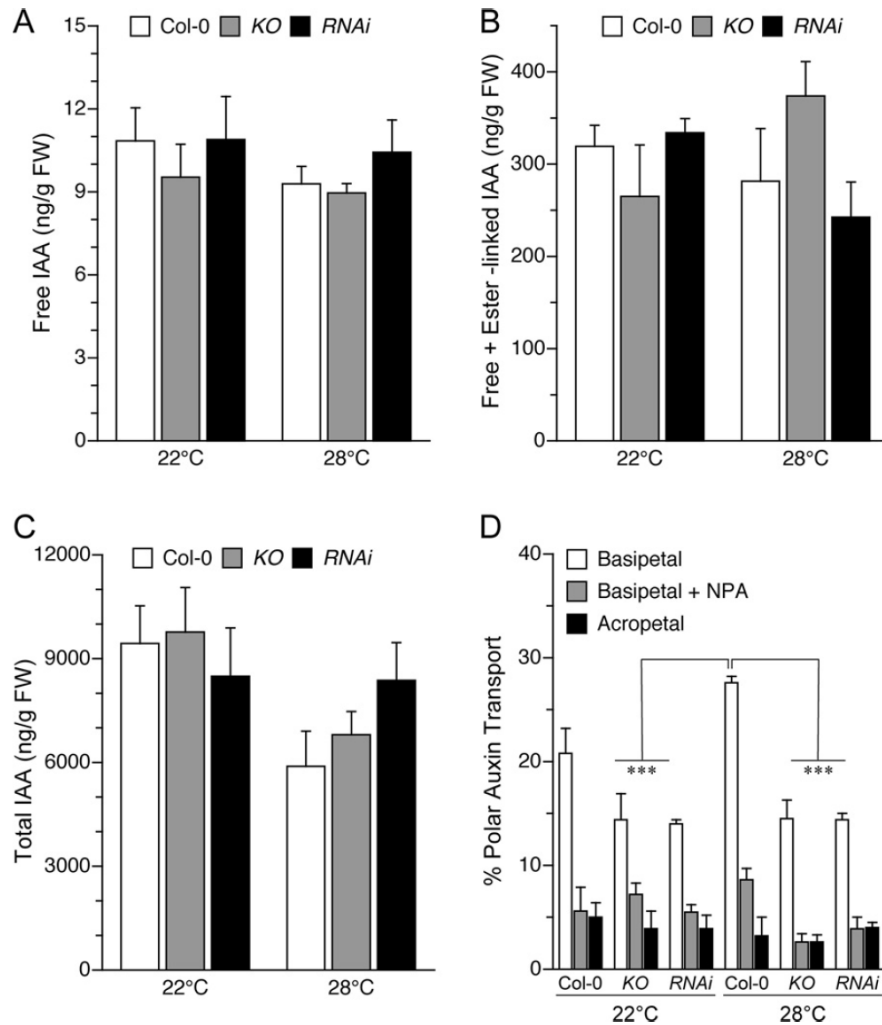 A
Col-0 KO RNAi
15
12
9
6
3
0
Free IAA (ng/g FW)
22°C 28°C
B
Col-0 KO RNAi
400
300
200
100
0
Free + Ester -linked IAA (ng/g FW)
22°C 28°C
C
Col-0 KO RNAi
12000
9000
6000
3000
0
Total IAA (ng/g FW)
22°C 28°C
D
40
30
20
10
0
% Polar Auxin Transport
Basipetal
Basipetal + NPA
Acropetal
*** ***
Col-0 KO RNAi Col-0 KO RNAi
22°C 28°C